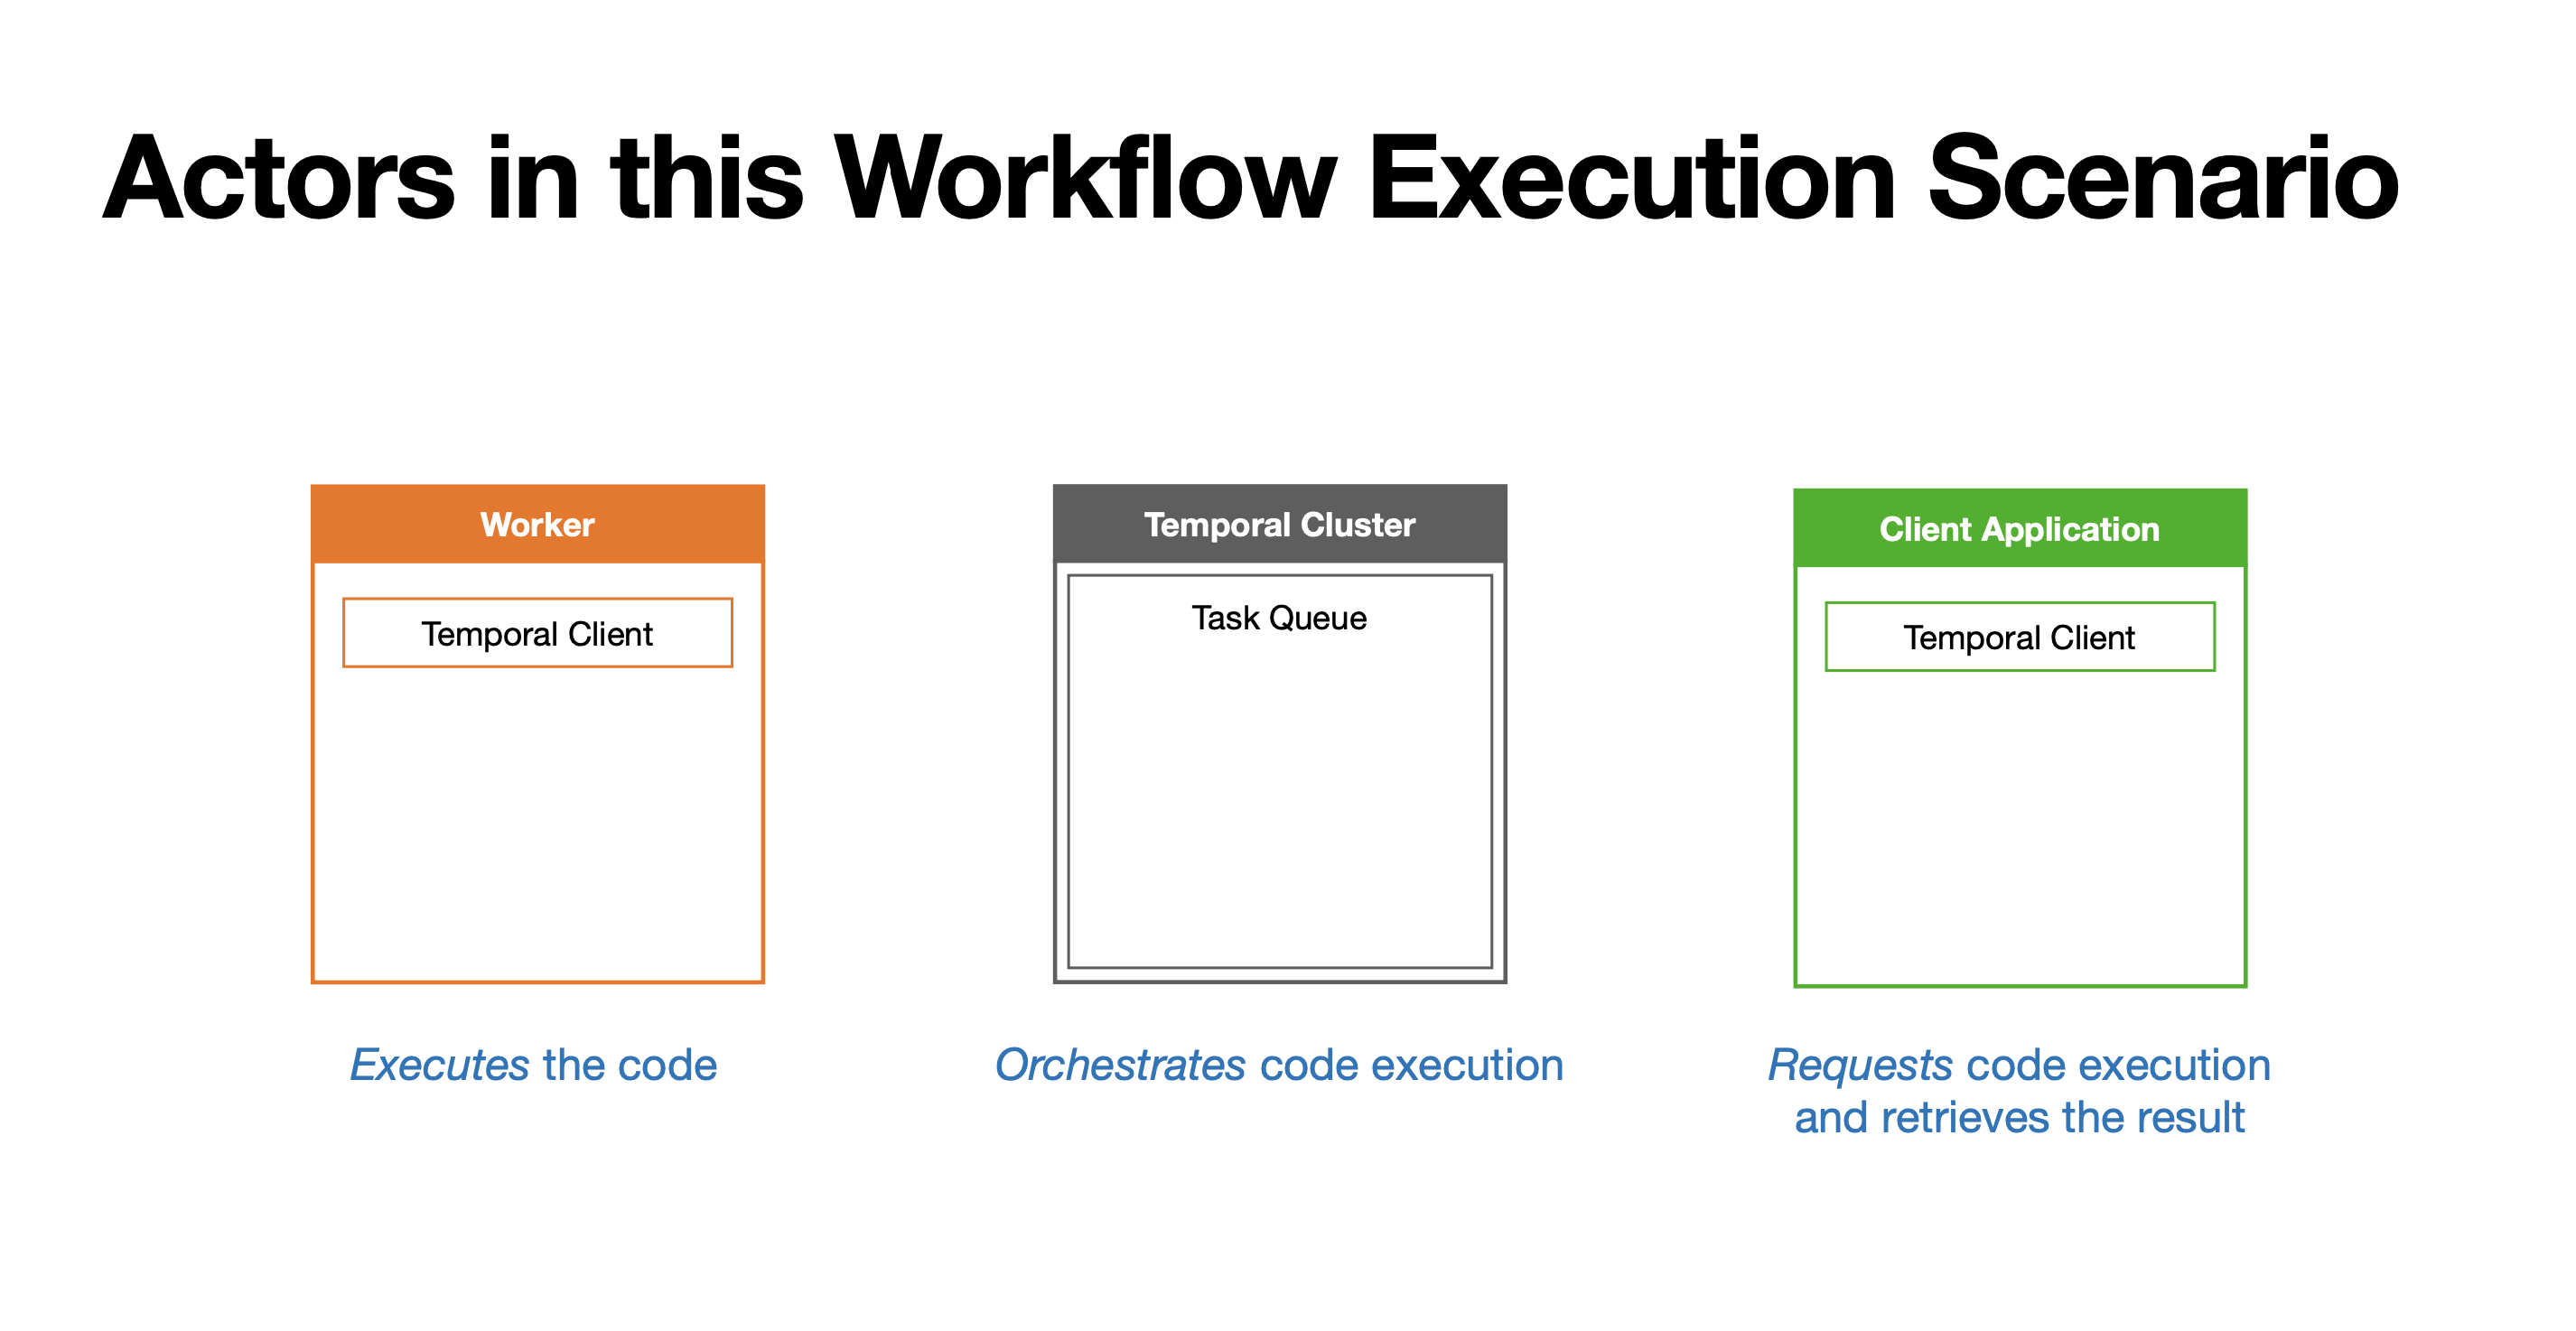 Actors in this Workflow Execution Scenario
Worker
Temporal Client
Executes the code
Temporal Cluster
Task Queue
Orchestrates code execution
Client Application
Temporal Client
Requests code execution
and retrieves the result